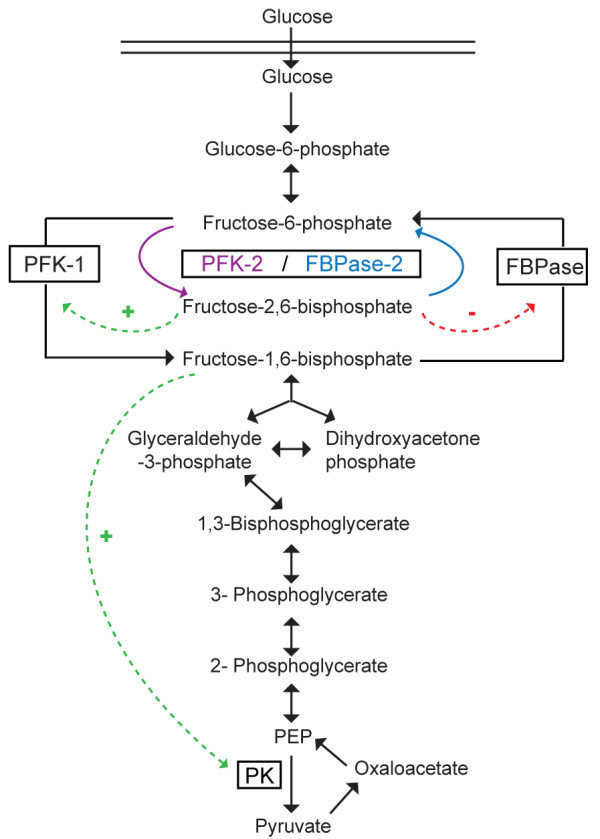 Glucose
Glucose
Glucose-6-phosphate
Fructose-6-phosphate
PFK-1
PFK-2 / FBPase-2
FBPase
Fructose-2,6-bisphosphate
+
-
Fructose-1,6-bisphosphate
Glyceraldehyde
-3-phosphate
Dihydroxyacetone
phosphate
1,3-Bisphosphoglycerate
+
3- Phosphoglycerate
2- Phosphoglycerate
PEP
PK
Oxaloacetate
Pyruvate